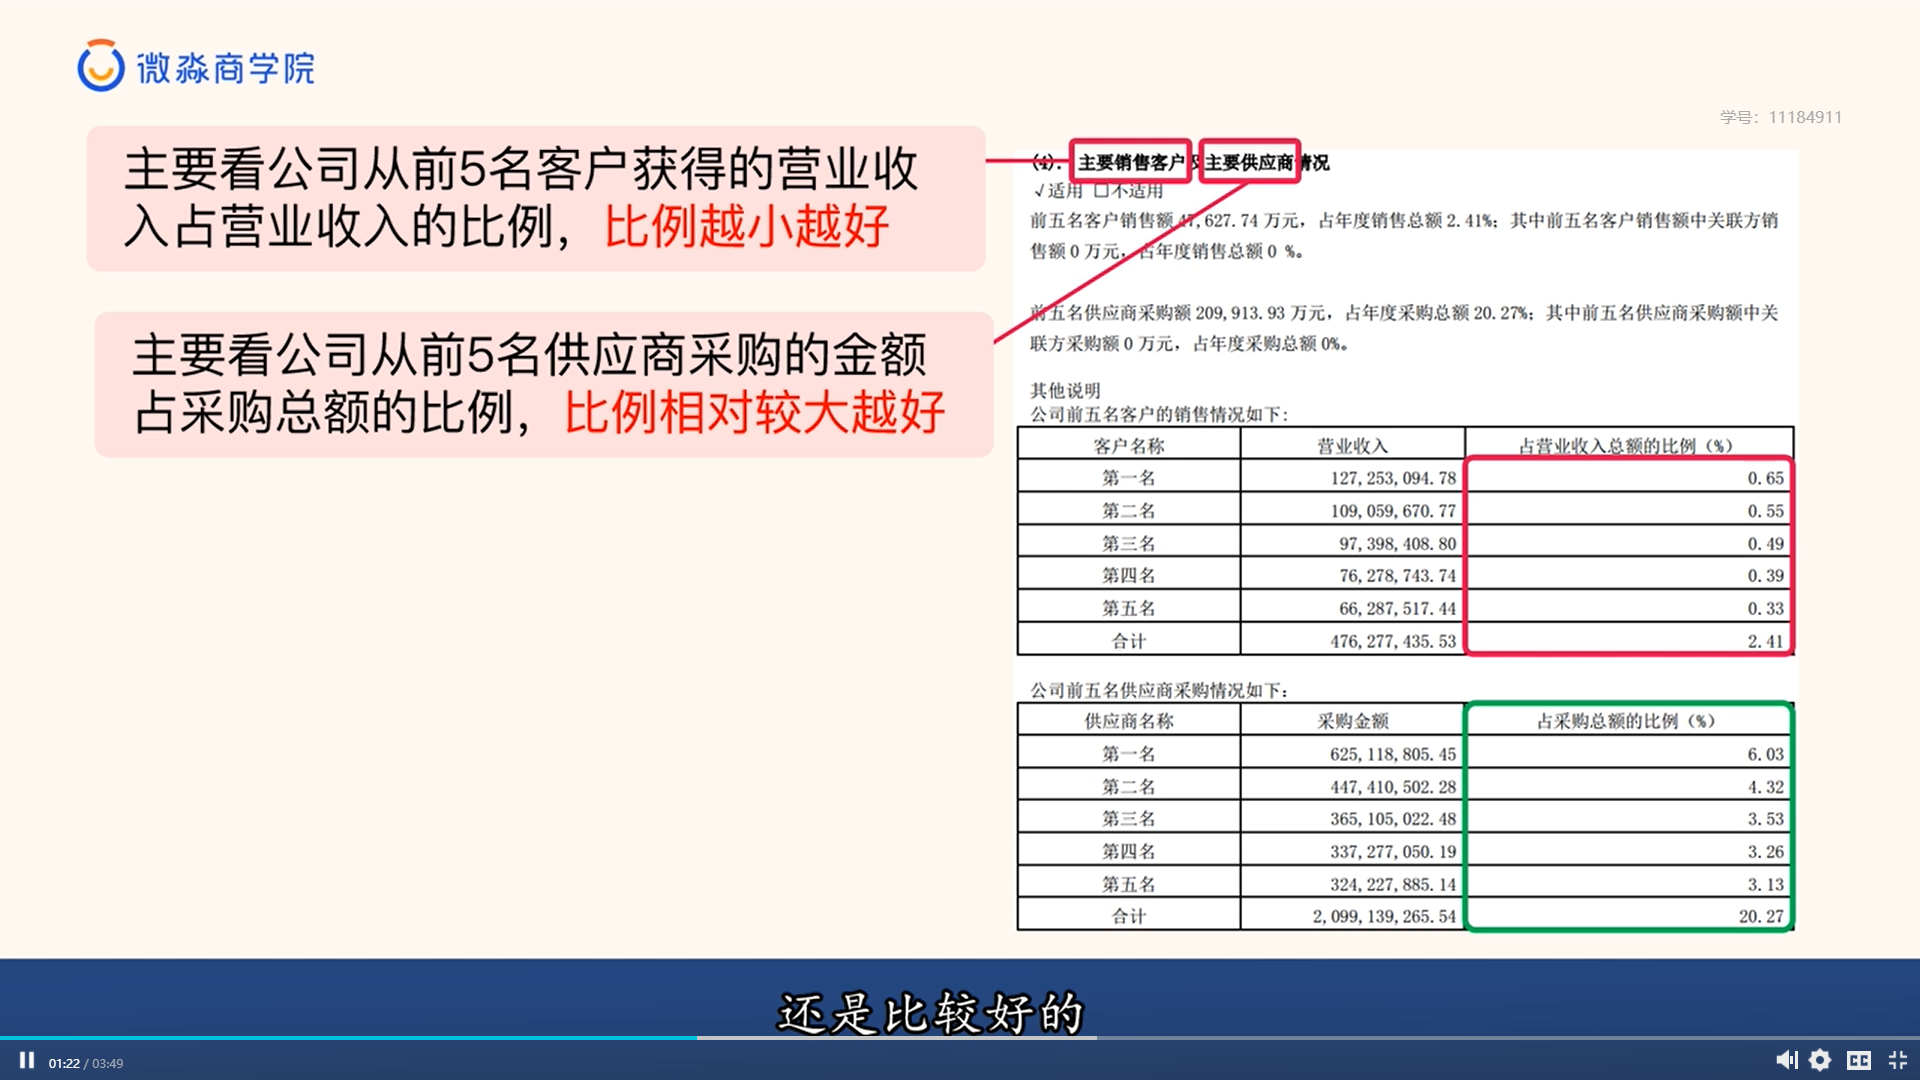 微淼商学院
学号：11184911
主要看公司从前5名客户获得的营业收
入占营业收入的比例，比例越小越好
主要看公司从前5名供应商采购的金额
占采购总额的比例，比例相对较大越好
(4). 主要销售客户及主要供应商情况
√适用 □不适用
前五名客户销售额 47,627.74 万元，占年度销售总额 2.41%；其中前五名客户销售额中关联方销
售额 0 万元，占年度销售总额 0 %。
前五名供应商采购额 209,913.93 万元，占年度采购总额 20.27%；其中前五名供应商采购额中关
联方采购额 0 万元，占年度采购总额 0%。
其他说明
公司前五名客户的销售情况如下:
客户名称 营业收入 占营业收入总额的比例（%）
第一名 127,253,094.78 0.65
第二名 109,059,670.77 0.55
第三名 97,398,408.80 0.49
第四名 76,278,743.74 0.39
第五名 66,287,517.44 0.33
合计 476,277,435.53 2.41
公司前五名供应商采购情况如下:
供应商名称 采购金额 占采购总额的比例（%）
第一名 625,118,805.45 6.03
第二名 447,410,502.28 4.32
第三名 365,105,022.48 3.53
第四名 337,277,050.19 3.26
第五名 324,227,885.14 3.13
合计 2,099,139,265.54 20.27
还是比较好的
01:22 / 03:49
CC